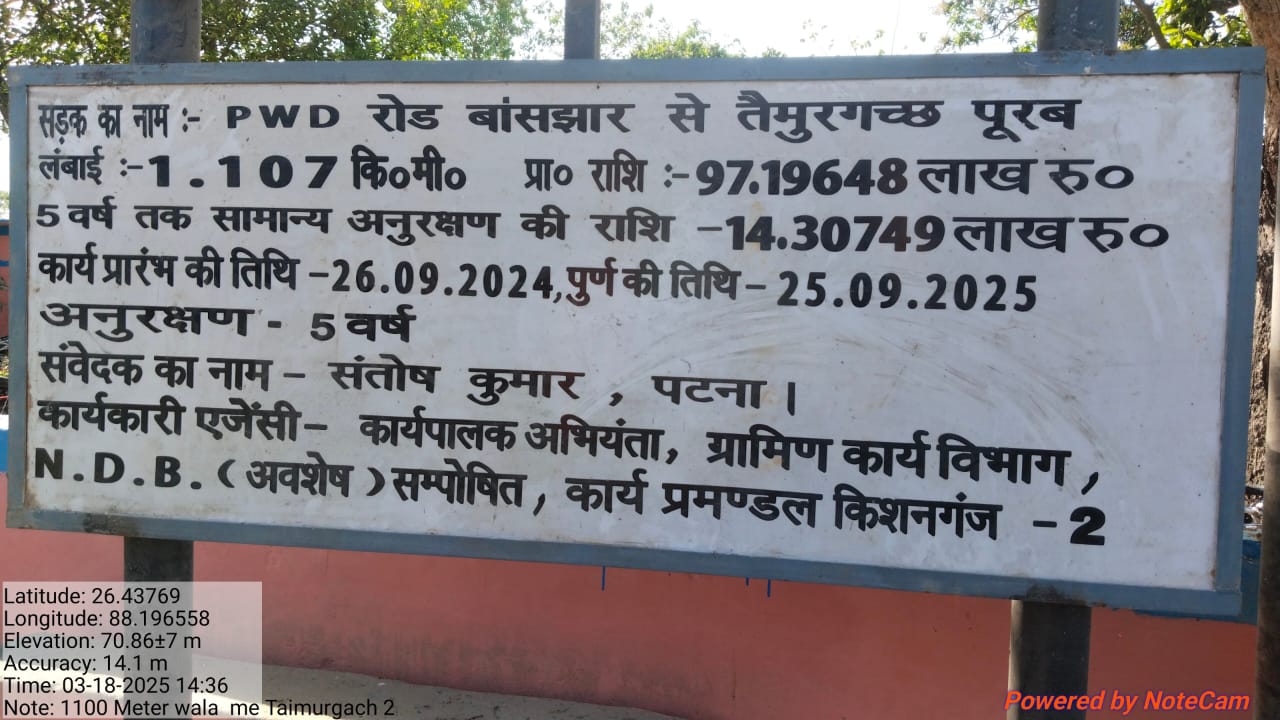 सड़क का नाम :- PWD रोड बांसझार से तैमुरगच्छ पूरब
लंबाई :-1.107 कि०मी० प्रा० राशि :-97.19648 लाख रु०
5 वर्ष तक सामान्य अनुरक्षण की राशि -14.30749 लाख रु०
कार्य प्रारंभ की तिथि -26.09.2024, पुर्ण की तिथि - 25.09.2025
अनुरक्षण - 5 वर्ष
संवेदक का नाम - संतोष कुमार , पटना ।
कार्यकारी एजेंसी- कार्यपालक अभियंता, ग्रामिण कार्य विभाग ,
N.D.B. ( अवशेष ) सम्पोषित , कार्य प्रमण्डल किशनगंज - 2
Latitude: 26.43769
Longitude: 88.196558
Elevation: 70.86±7 m
Accuracy: 14.1 m
Time: 03-18-2025 14:36
Note: 1100 Meter wala me Taimurgach 2
Powered by NoteCam